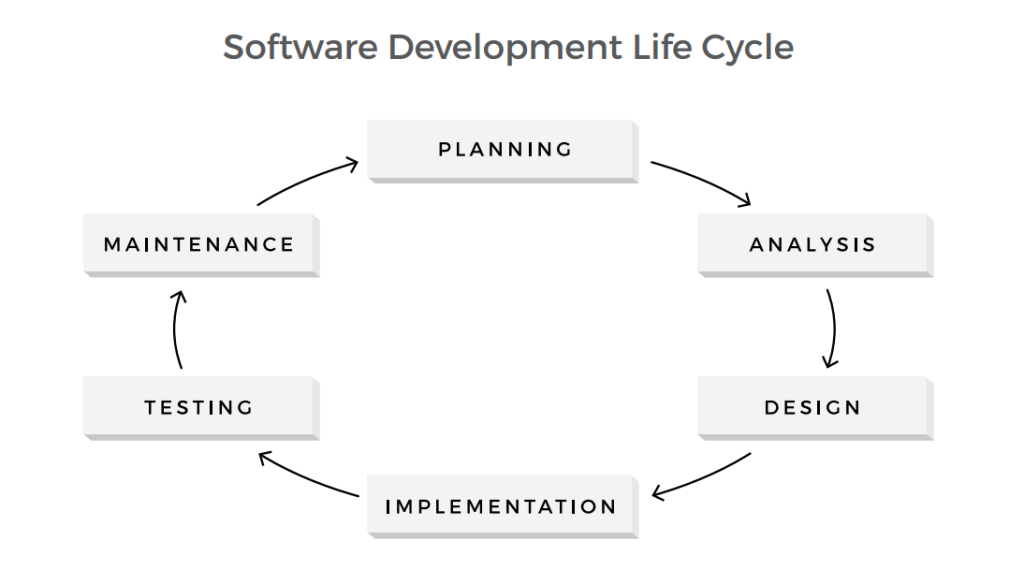 Software Development Life Cycle
PLANNING
ANALYSIS
DESIGN
IMPLEMENTATION
TESTING
MAINTENANCE